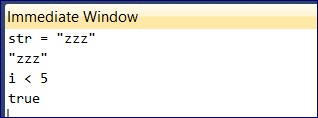 Immediate Window
str = "zzz"
"zzz"
i < 5
true